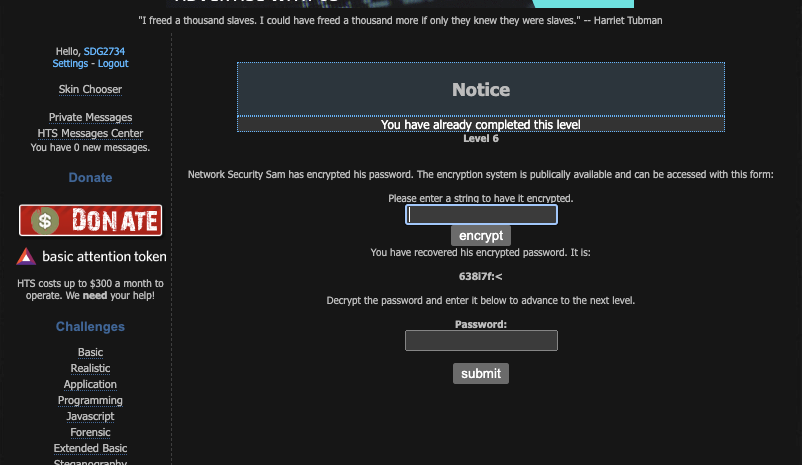 "I freed a thousand slaves. I could have freed a thousand more if only they knew they were slaves." -- Harriet Tubman
Hello, SDG2734
Settings - Logout
Skin Chooser
Private Messages
HTS Messages Center
You have 0 new messages.
Donate
$ DONATE
basic attention token
HTS costs up to $300 a month to
operate. We need your help!
Challenges
Basic
Realistic
Application
Programming
Javascript
Forensic
Extended Basic
Steganography
Notice
You have already completed this level
Level 6
Network Security Sam has encrypted his password. The encryption system is publically available and can be accessed with this form:
Please enter a string to have it encrypted.
encrypt
You have recovered his encrypted password. It is:
638i7f:<
Decrypt the password and enter it below to advance to the next level.
Password:
submit